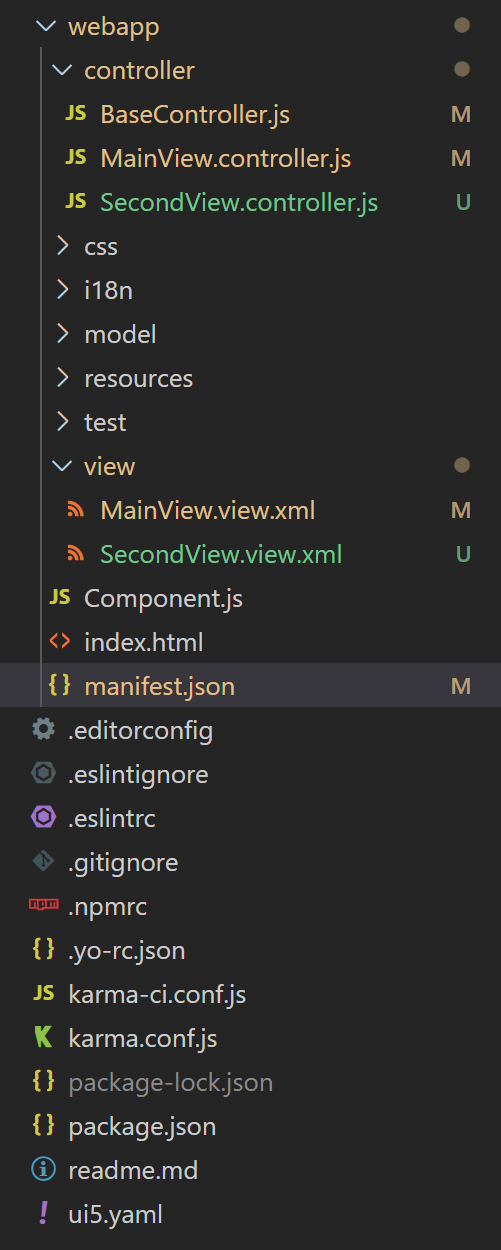 webapp
controller
JS BaseController.js M
JS MainView.controller.js M
JS SecondView.controller.js U
css
i18n
model
resources
test
view
MainView.view.xml M
SecondView.view.xml U
JS Component.js
<> index.html
{} manifest.json M
.editorconfig
.eslintignore
.eslintrc
.gitignore
npm .npmrc
{} .yo-rc.json
JS karma-ci.conf.js
K karma.conf.js
{} package-lock.json
{} package.json
readme.md
! ui5.yaml